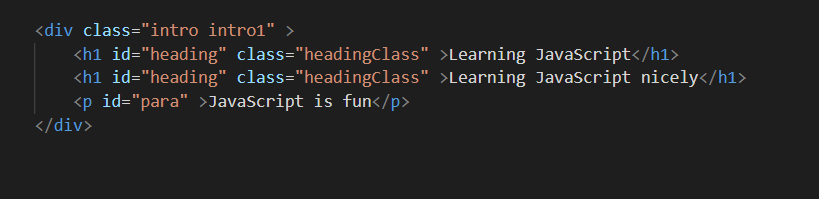 <div class="intro intro1" >
<h1 id="heading" class="headingClass" >Learning JavaScript</h1>
<h1 id="heading" class="headingClass" >Learning JavaScript nicely</h1>
<p id="para" >JavaScript is fun</p>
</div>